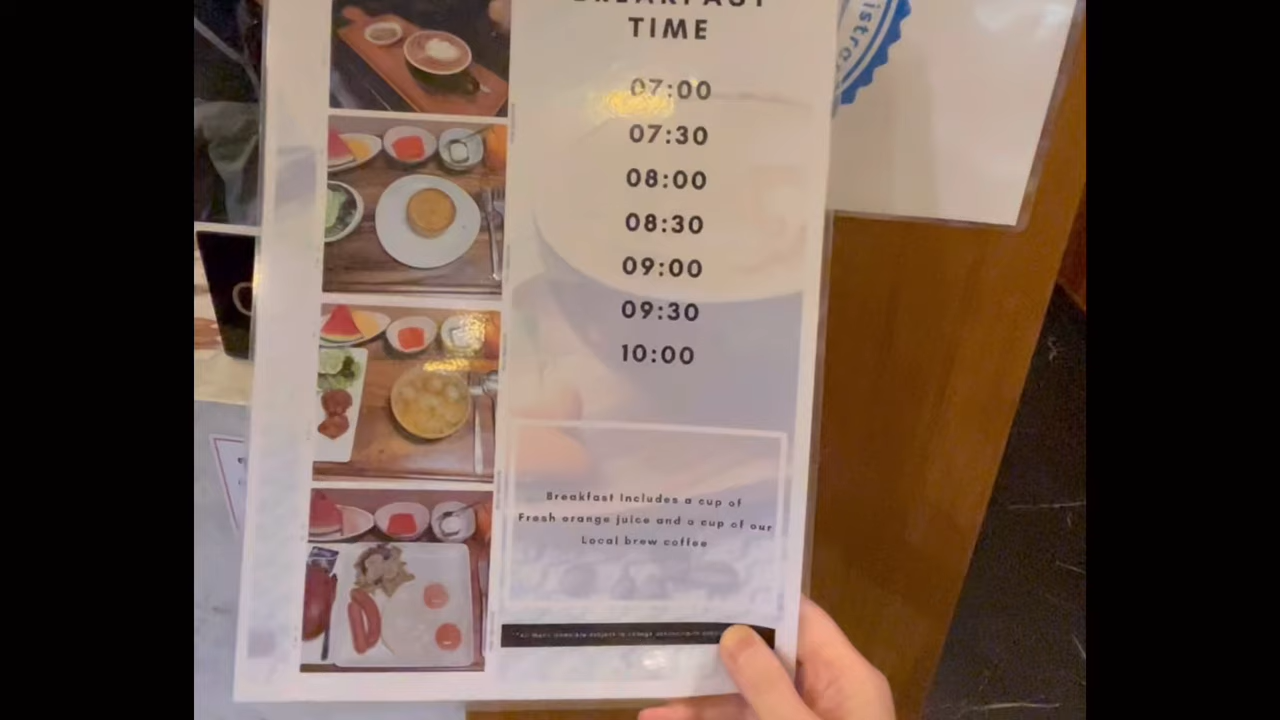 BREAKFAST
TIME
07:00
07:30
08:00
08:30
09:00
09:30
10:00
Breakfast Includes a cup of
Fresh orange juice and a cup of our
Local brew coffee